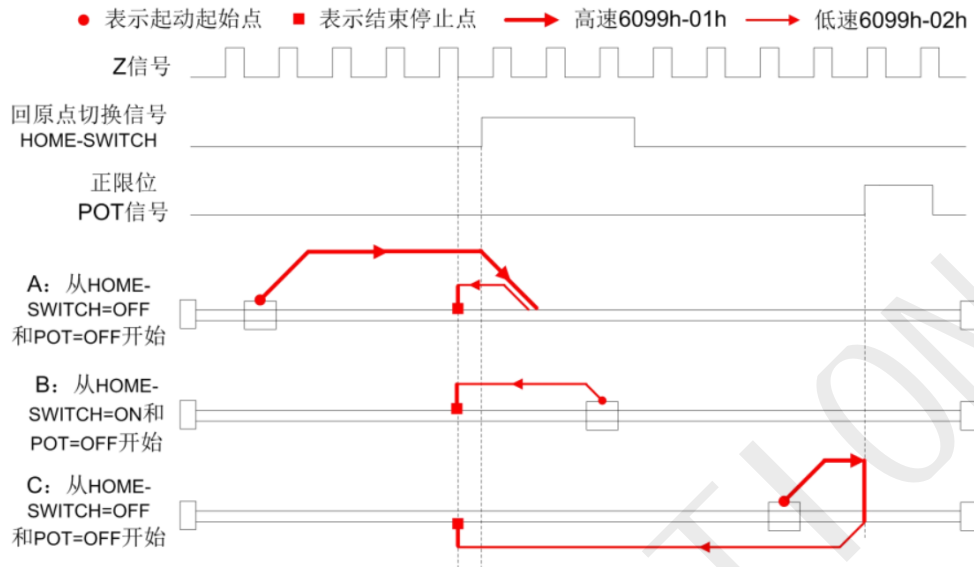 表示起动起始点 表示结束停止点 高速6099h-01h 低速6099h-02h
Z信号
回原点切换信号
HOME-SWITCH
正限位
POT信号
A：从HOME-
SWITCH=OFF
和POT=OFF开始
B：从HOME-
SWITCH=ON和
POT=OFF开始
C：从HOME-
SWITCH=OFF
和POT=OFF开始
TION